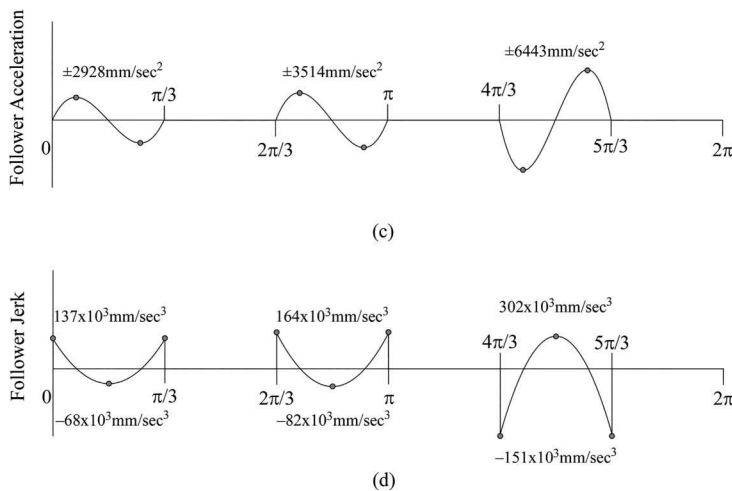 Follower Acceleration
±2928mm/sec²
±3514mm/sec²
±6443mm/sec²
π/3
π
4π/3
0
2π/3
5π/3
2π
(c)
Follower Jerk
137x10³mm/sec³
164x10³mm/sec³
302x10³mm/sec³
4π/3
5π/3
0
π/3
2π/3
π
2π
–68x10³mm/sec³
–82x10³mm/sec³
–151x10³mm/sec³
(d)